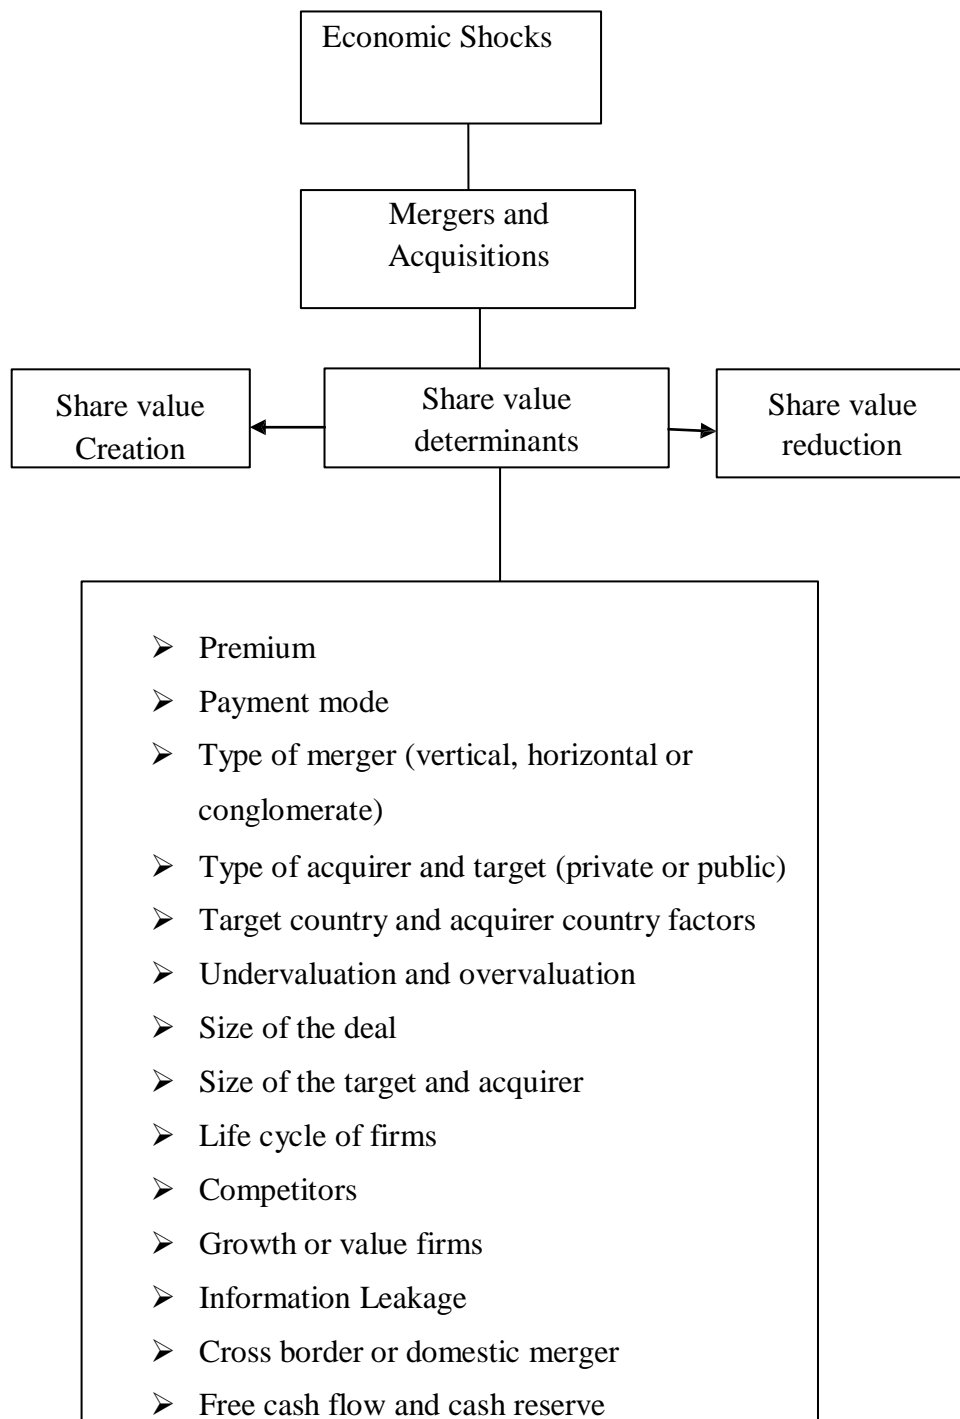 Economic Shocks
Mergers and
Acquisitions
Share value
Creation
Share value
determinants
Share value
reduction
➢ Premium
➢ Payment mode
➢ Type of merger (vertical, horizontal or
conglomerate)
➢ Type of acquirer and target (private or public)
➢ Target country and acquirer country factors
➢ Undervaluation and overvaluation
➢ Size of the deal
➢ Size of the target and acquirer
➢ Life cycle of firms
➢ Competitors
➢ Growth or value firms
➢ Information Leakage
➢ Cross border or domestic merger
➢ Free cash flow and cash reserve